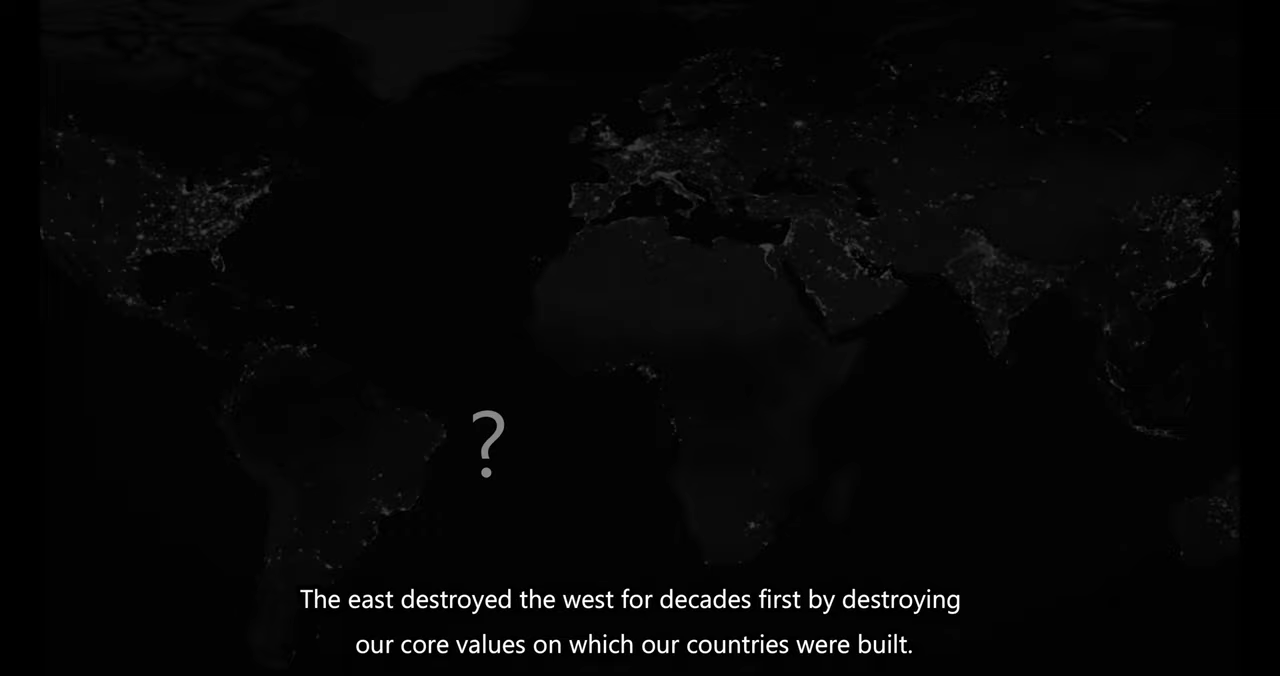 ?
The east destroyed the west for decades first by destroying
our core values on which our countries were built.